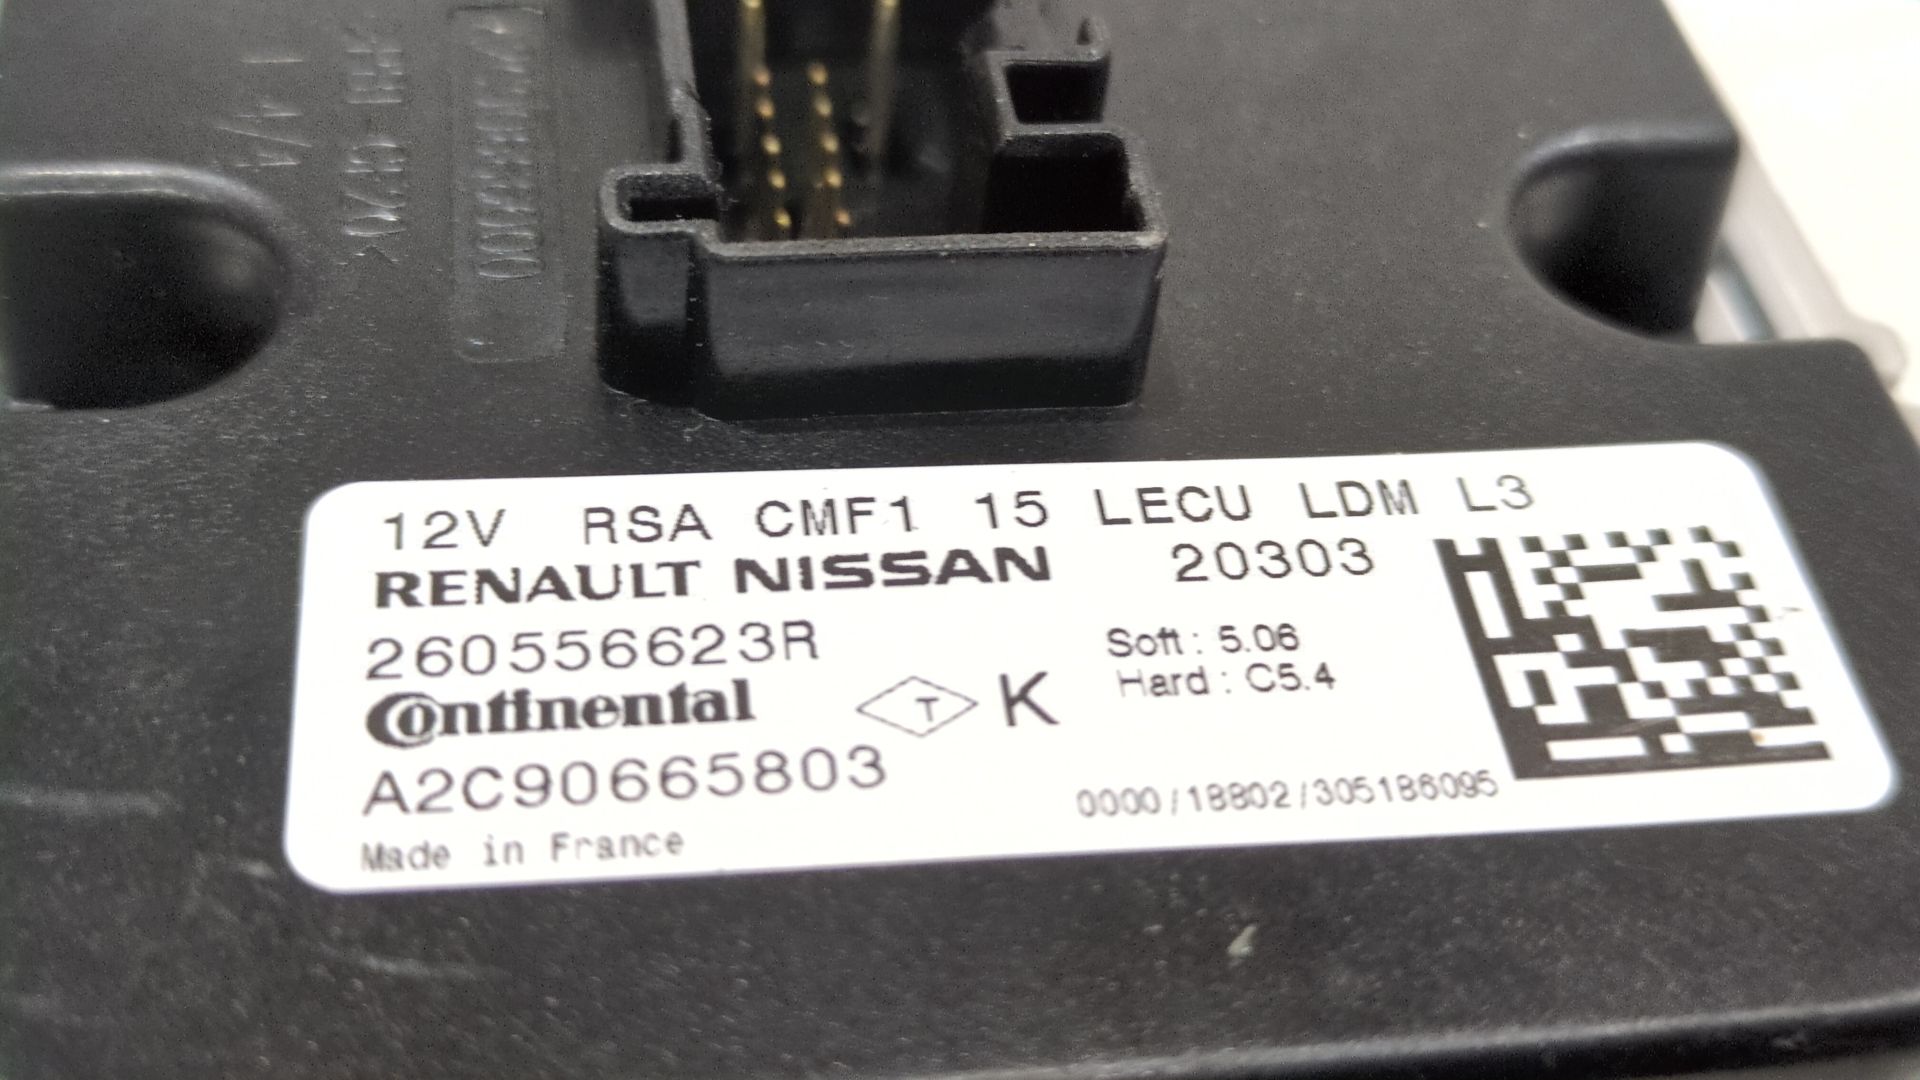 12V RSA CMF1 15 LECU LDM L3
RENAULT NISSAN 20303
260556623R
Soft : 5.06
Hard : C5.4
Continental T K
A2C90665803
0000/18802/305186095
Made in France